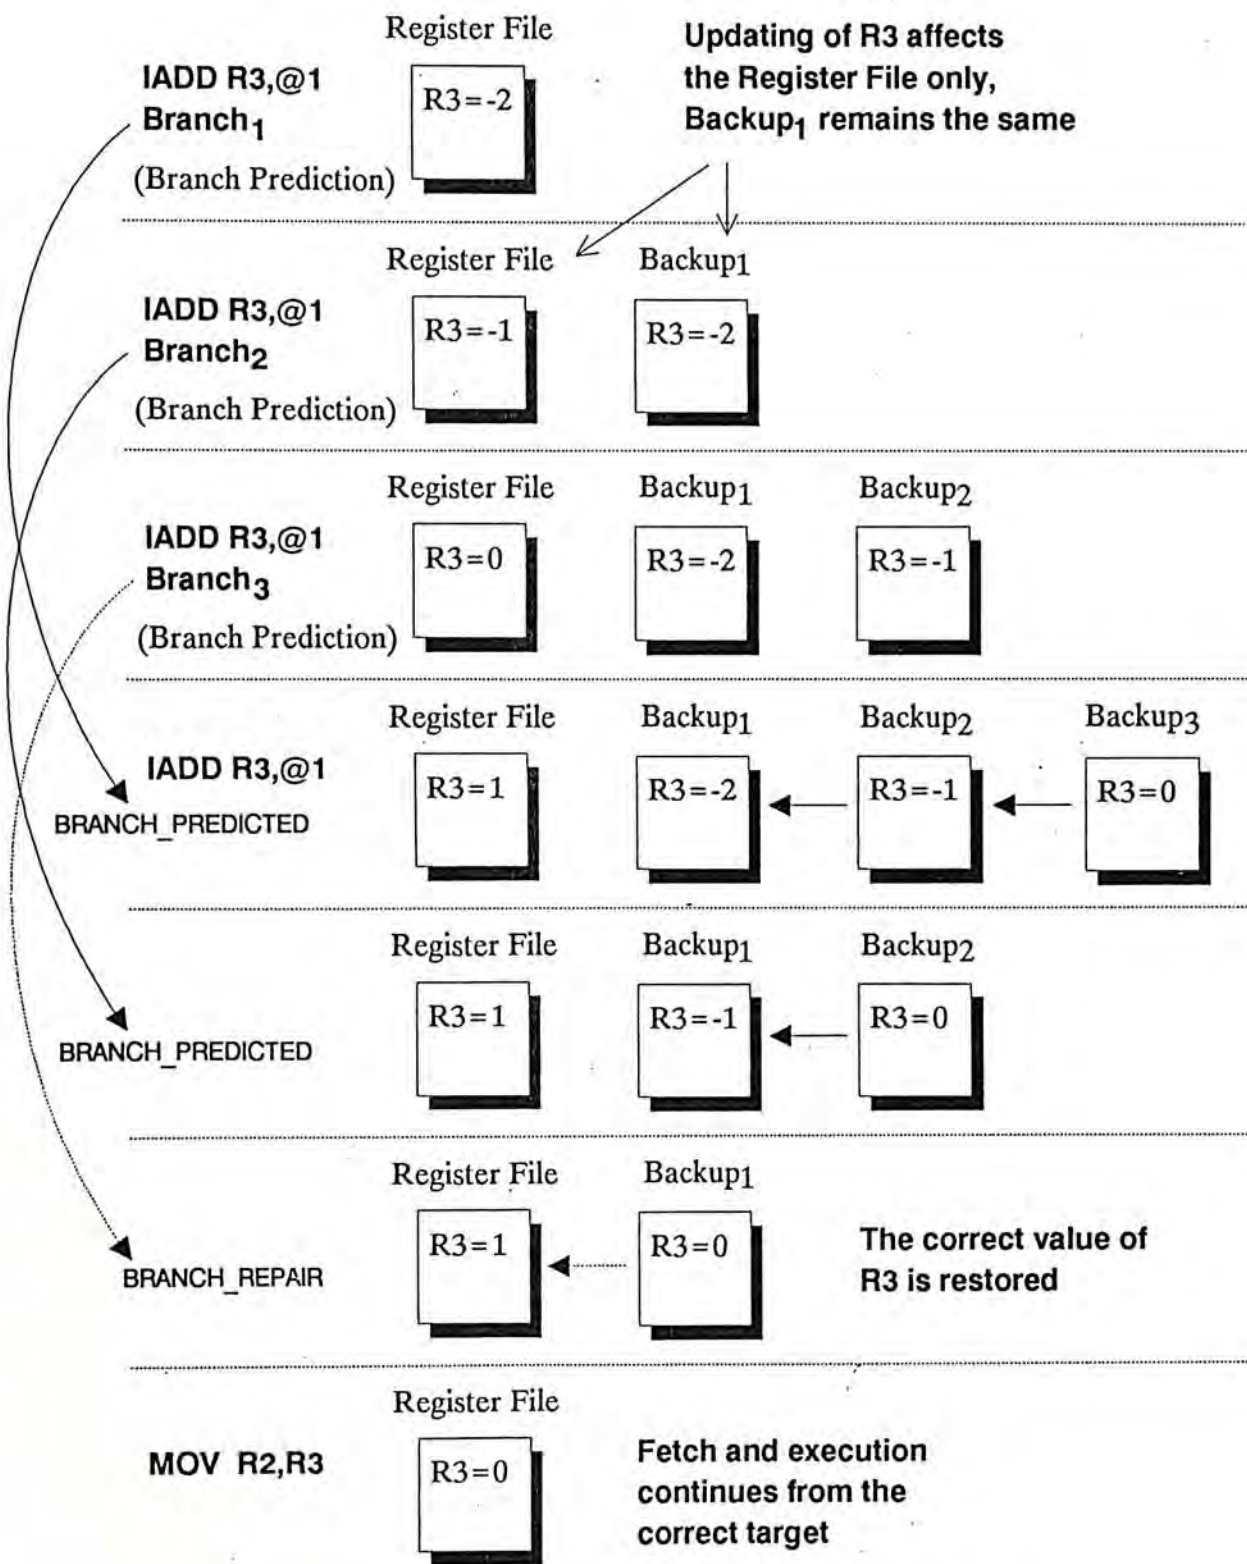 Register File
IADD R3,@1
Branch1
(Branch Prediction)
R3=-2
Updating of R3 affects
the Register File only,
Backup1 remains the same
Register File Backup1
IADD R3,@1
Branch2
(Branch Prediction)
R3=-1 R3=-2
Register File Backup1 Backup2
IADD R3,@1
Branch3
(Branch Prediction)
R3=0 R3=-2 R3=-1
Register File Backup1 Backup2 Backup3
IADD R3,@1
R3=1 R3=-2 R3=-1 R3=0
BRANCH_PREDICTED
Register File Backup1 Backup2
R3=1 R3=-1 R3=0
BRANCH_PREDICTED
Register File Backup1
R3=1 R3=0
The correct value of
R3 is restored
BRANCH_REPAIR
Register File
MOV R2,R3
R3=0
Fetch and execution
continues from the
correct target